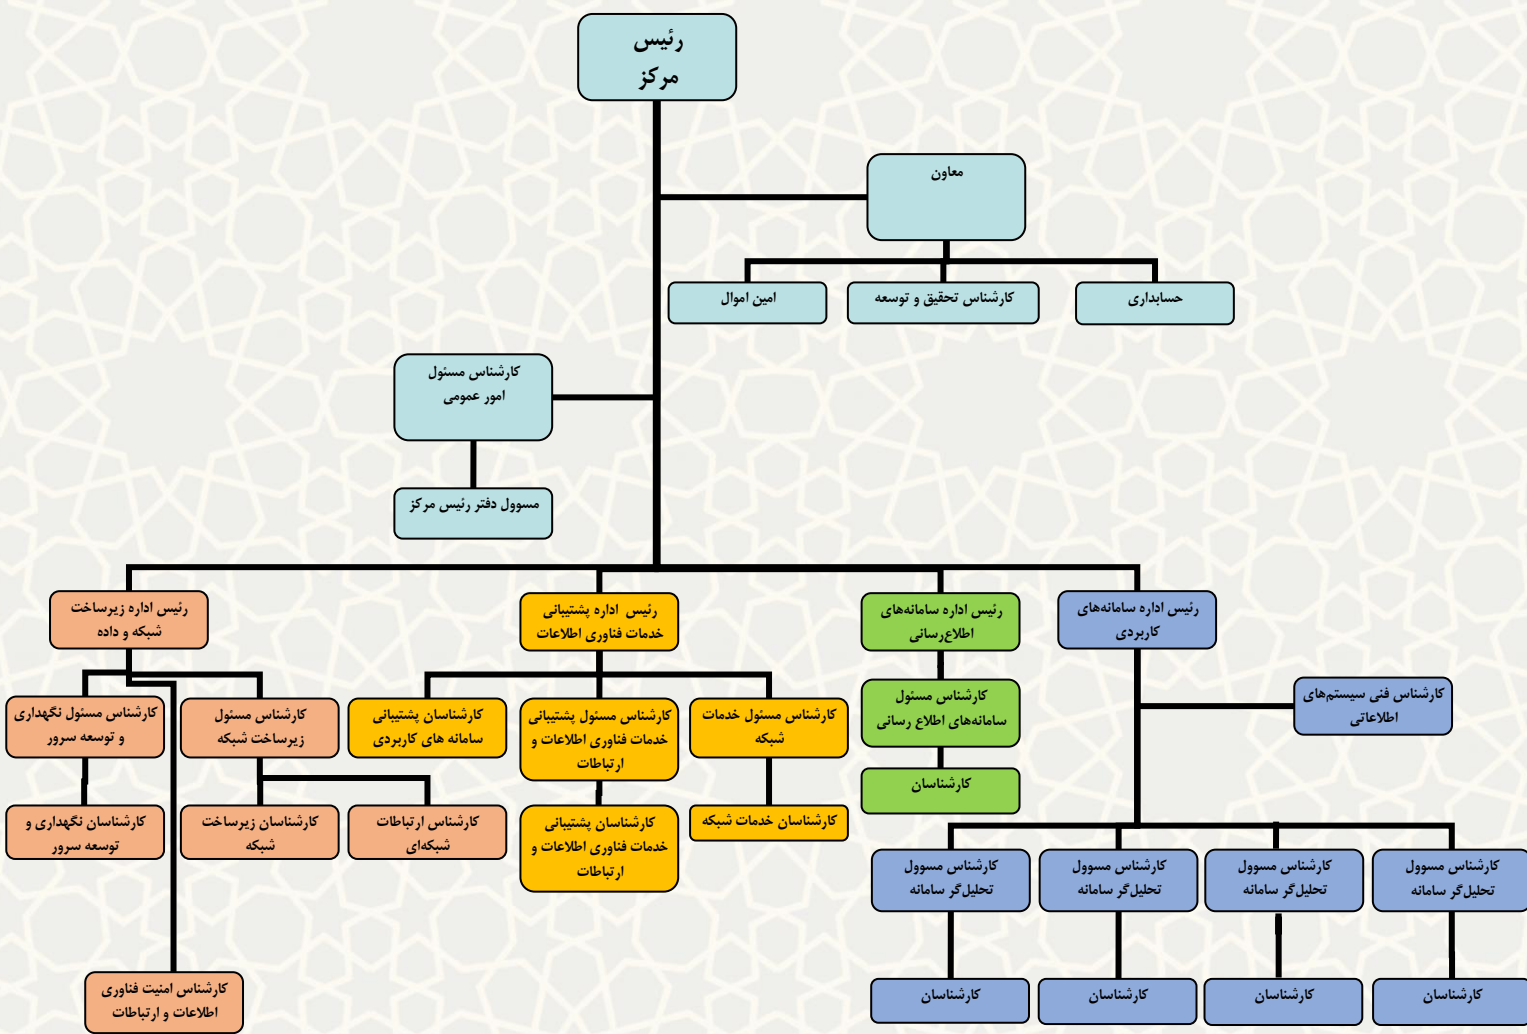 رئیس
مرکز
معاون
حسابداری
کارشناس تحقیق و توسعه
امین اموال
کارشناس مسئول
امور عمومی
مسوول دفتر رئیس مرکز
رئیس اداره سامانه‌های
کاربردی
رئیس اداره سامانه‌های
اطلاع‌رسانی
رئیس اداره پشتیبانی
خدمات فناوری اطلاعات
رئیس اداره زیرساخت
شبکه و داده
کارشناس فنی سیستم‌های
اطلاعاتی
کارشناس مسئول
سامانه‌های اطلاع رسانی
کارشناسان
کارشناس مسئول خدمات
شبکه
کارشناس مسئول پشتیبانی
خدمات فناوری اطلاعات و
ارتباطات
کارشناسان پشتیبانی
سامانه های کاربردی
کارشناس مسئول
زیرساخت شبکه
کارشناس مسئول نگهداری
و توسعه سرور
کارشناسان خدمات شبکه
کارشناسان پشتیبانی
خدمات فناوری اطلاعات و
ارتباطات
کارشناس ارتباطات
شبکه‌ای
کارشناسان زیرساخت
شبکه
کارشناسان نگهداری و
توسعه سرور
کارشناس مسوول
تحلیل‌گر سامانه
کارشناس مسوول
تحلیل‌گر سامانه
کارشناس مسوول
تحلیل‌گر سامانه
کارشناس مسوول
تحلیل‌گر سامانه
کارشناسان
کارشناسان
کارشناسان
کارشناسان
کارشناس امنیت فناوری
اطلاعات و ارتباطات